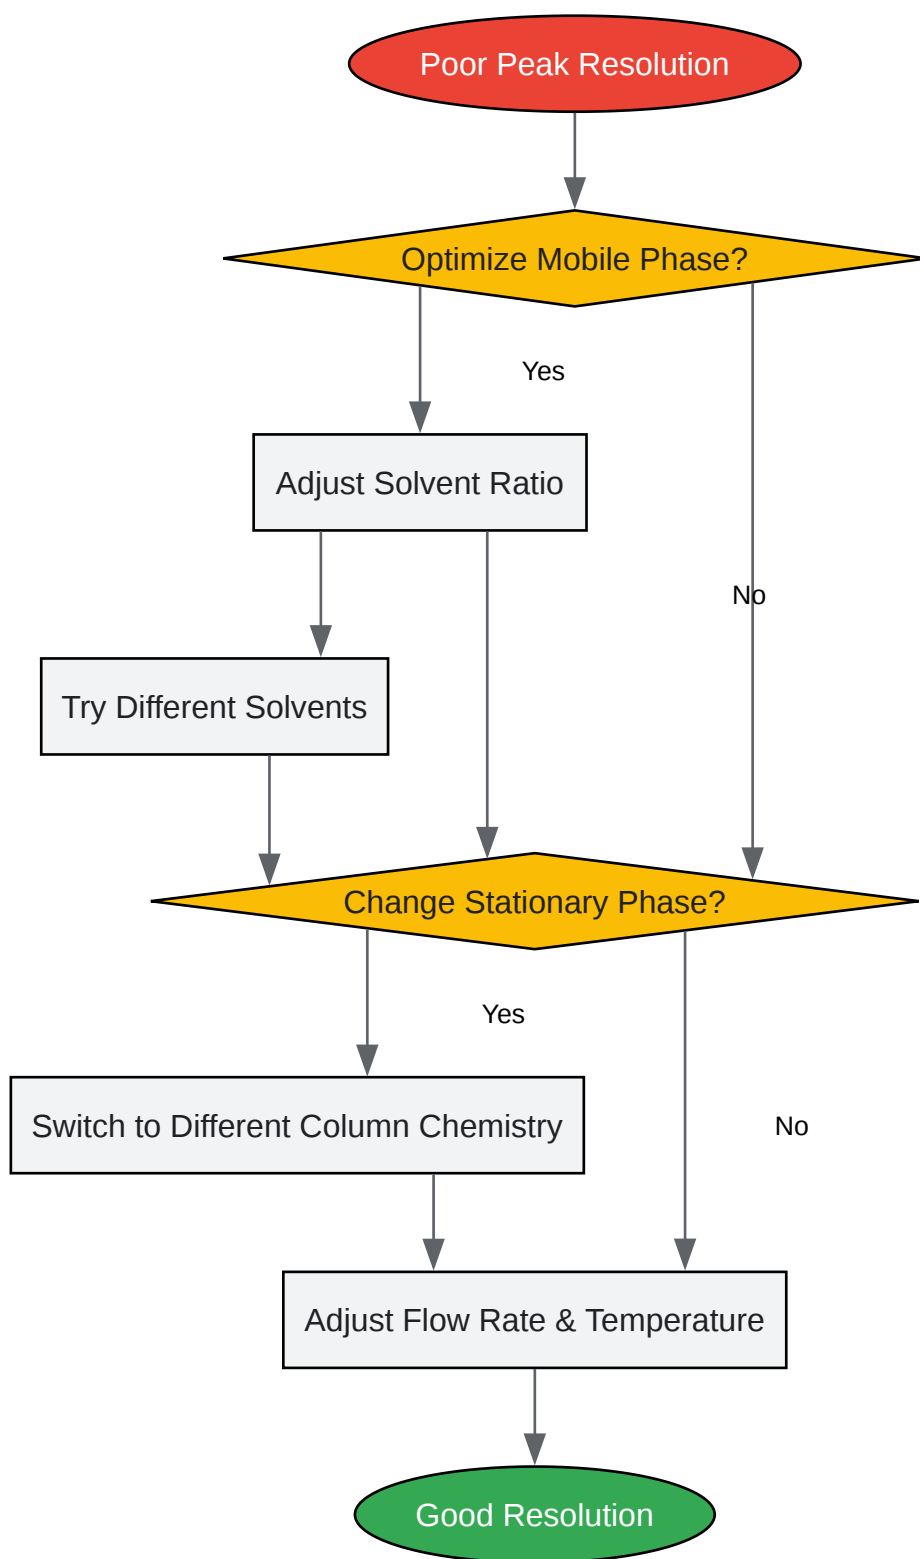 Poor Peak Resolution
Optimize Mobile Phase?
Yes
Adjust Solvent Ratio
No
Try Different Solvents
Change Stationary Phase?
Yes
Switch to Different Column Chemistry
No
Adjust Flow Rate & Temperature
Good Resolution